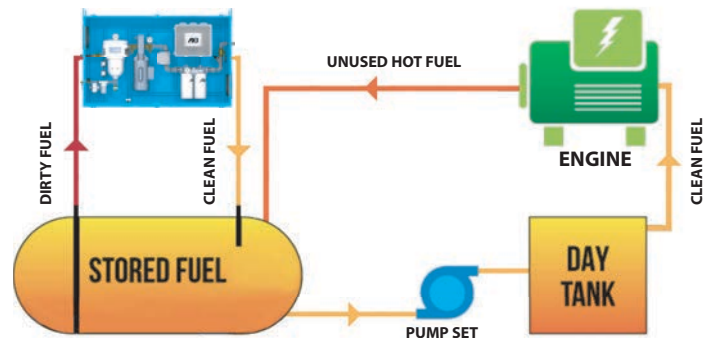 UNUSED HOT FUEL
DIRTY FUEL
CLEAN FUEL
ENGINE
CLEAN FUEL
STORED FUEL
DAY
TANK
PUMP SET